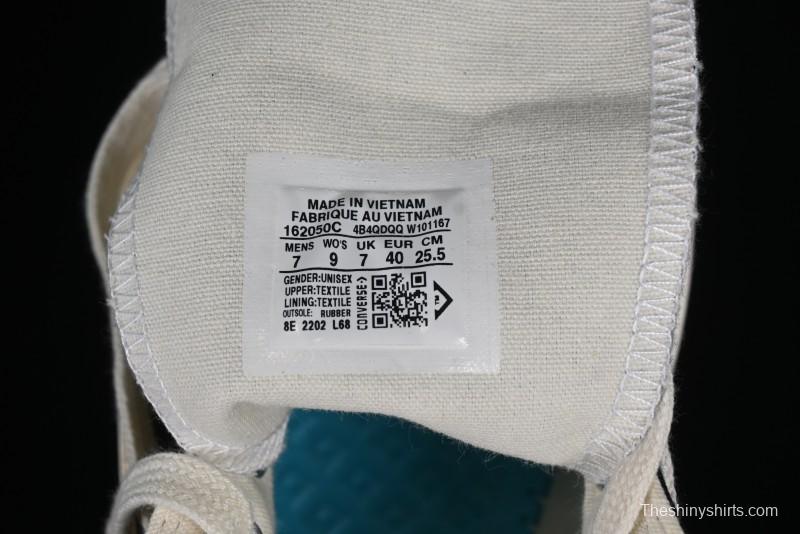 MADE IN VIETNAM
FABRIQUE AU VIETNAM
162050C 4B4QDQQ W101167
MENS WO'S UK EUR CM
7 9 7 40 25.5
GENDER:UNISEX
UPPER:TEXTILE
LINING:TEXTILE
OUTSOLE: RUBBER
8E 2202 L68
CONVERSE
Theshinyshirts.com